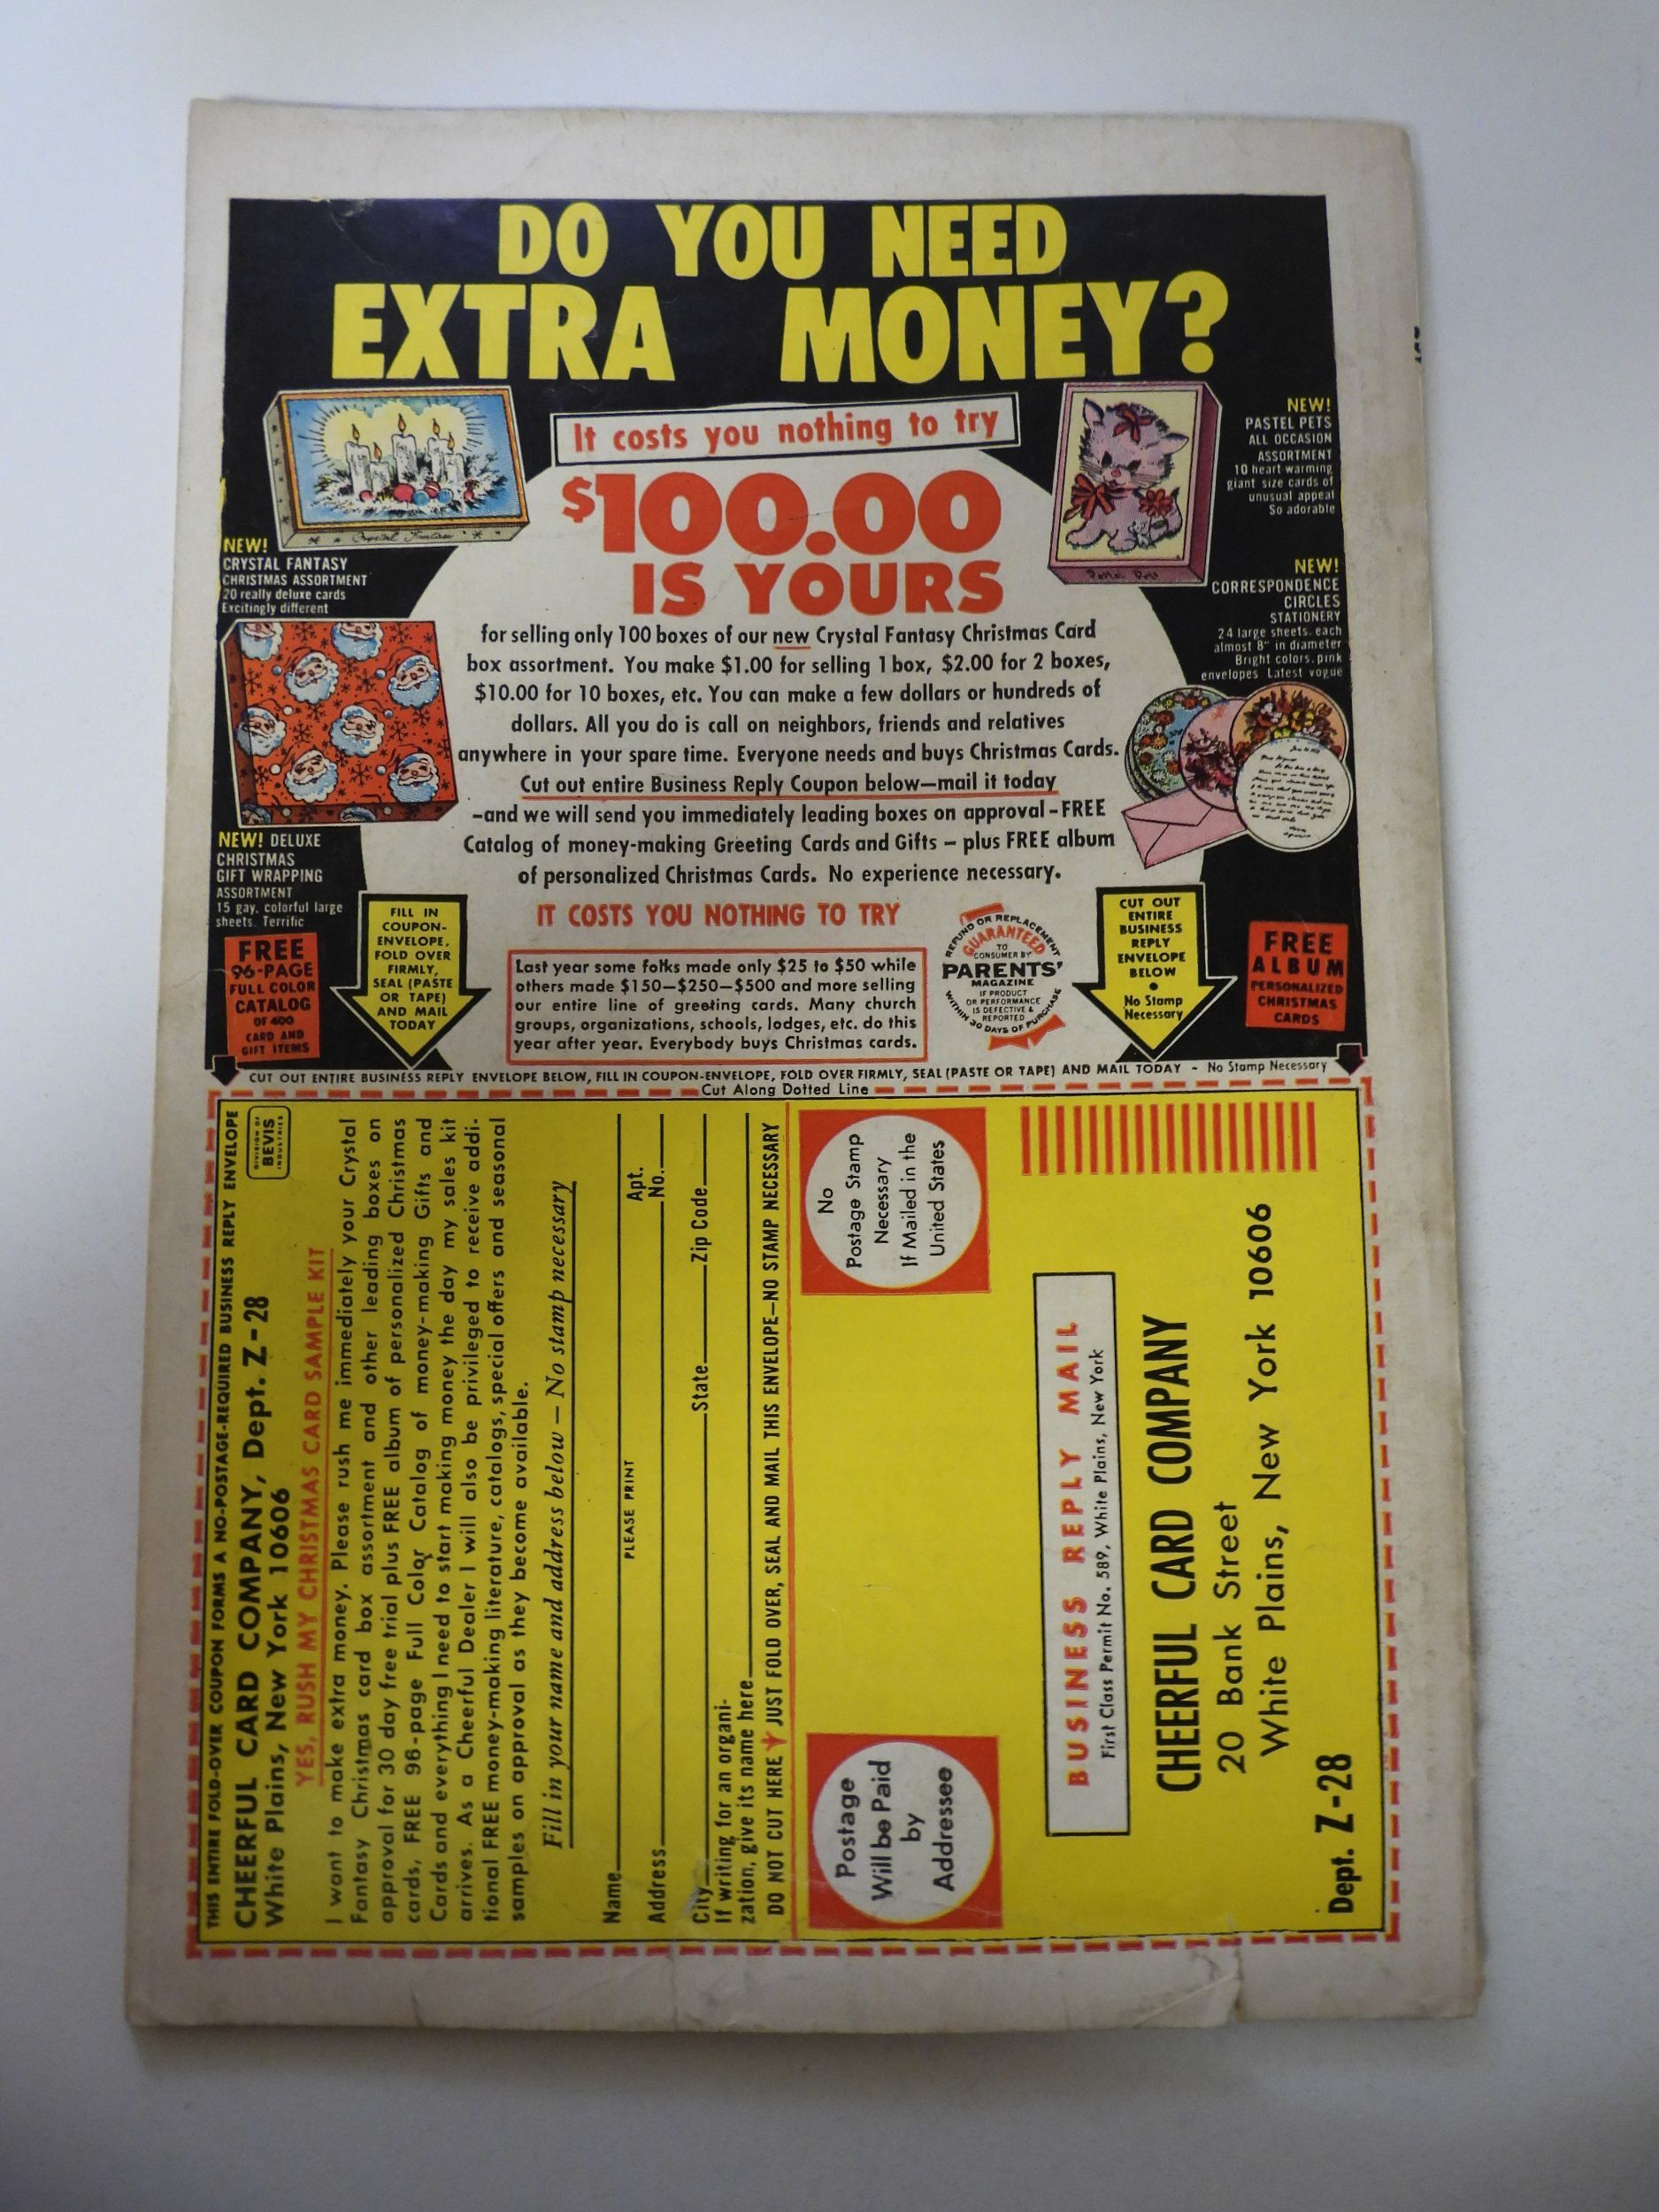 DO YOU NEED
EXTRA MONEY?
It costs you nothing to try
$100.00
IS YOURS
for selling only 100 boxes of our new Crystal Fantasy Christmas Card
box assortment. You make $1.00 for selling 1 box, $2.00 for 2 boxes,
$10.00 for 10 boxes, etc. You can make a few dollars or hundreds of
dollars. All you do is call on neighbors, friends and relatives
anywhere in your spare time. Everyone needs and buys Christmas Cards.
Cut out entire Business Reply Coupon below—mail it today
-and we will send you immediately leading boxes on approval-FREE
Catalog of money-making Greeting Cards and Gifts - plus FREE album
of personalized Christmas Cards. No experience necessary.
IT COSTS YOU NOTHING TO TRY
Crystal Fantasy
NEW!
CRYSTAL FANTASY
CHRISTMAS ASSORTMENT
20 really deluxe cards
Excitingly different
NEW! DELUXE
CHRISTMAS
GIFT WRAPPING
ASSORTMENT
15 gay, colorful large
sheets. Terrific
Pastel Pets
NEW!
PASTEL PETS
ALL OCCASION
ASSORTMENT
10 heart warming
giant size cards of
unusual appeal
So adorable
NEW!
CORRESPONDENCE
CIRCLES
STATIONERY
24 large sheets, each
almost 8" in diameter
Bright colors, pink
envelopes. Latest vogue
FREE
96-PAGE
FULL COLOR
CATALOG
OF 400
CARD AND
GIFT ITEMS
FILL IN
COUPON-
ENVELOPE,
FOLD OVER
FIRMLY,
SEAL (PASTE
OR TAPE)
AND MAIL
TODAY
Last year some folks made only $25 to $50 while
others made $150—$250—$500 and more selling
our entire line of greeting cards. Many church
groups, organizations, schools, lodges, etc. do this
year after year. Everybody buys Christmas cards.
REFUND OR REPLACEMENT
GUARANTEED
TO
CONSUMER BY
PARENTS'
MAGAZINE
IF PRODUCT
OR PERFORMANCE
IS DEFECTIVE &
REPORTED
WITHIN 30 DAYS OF PURCHASE
CUT OUT
ENTIRE
BUSINESS
REPLY
ENVELOPE
BELOW
•
No Stamp
Necessary
FREE
ALBUM
PERSONALIZED
CHRISTMAS
CARDS
CUT OUT ENTIRE BUSINESS REPLY ENVELOPE BELOW, FILL IN COUPON-ENVELOPE, FOLD OVER FIRMLY, SEAL (PASTE OR TAPE) AND MAIL TODAY - No Stamp Necessary
Cut Along Dotted Line
THIS ENTIRE FOLD-OVER COUPON FORMS A NO-POSTAGE-REQUIRED BUSINESS REPLY ENVELOPE
CHEERFUL CARD COMPANY, Dept. Z-28
White Plains, New York 10606
DIVISION OF
BEVIS
INDUSTRIES
YES, RUSH MY CHRISTMAS CARD SAMPLE KIT
I want to make extra money. Please rush me immediately your Crystal
Fantasy Christmas card box assortment and other leading boxes on
approval for 30 day free trial plus FREE album of personalized Christmas
cards, FREE 96-page Full Color Catalog of money-making Gifts and
Cards and everything I need to start making money the day my sales kit
arrives. As a Cheerful Dealer I will also be privileged to receive addi-
tional FREE money-making literature, catalogs, special offers and seasonal
samples on approval as they become available.
Fill in your name and address below — No stamp necessary
Name
PLEASE PRINT
Address Apt. No.
City State Zip Code
If writing for an organi-
zation, give its name here
DO NOT CUT HERE JUST FOLD OVER, SEAL AND MAIL THIS ENVELOPE—NO STAMP NECESSARY
Postage
Will be Paid
by
Addressee
No
Postage Stamp
Necessary
If Mailed in the
United States
BUSINESS REPLY MAIL
First Class Permit No. 589, White Plains, New York
CHEERFUL CARD COMPANY
20 Bank Street
White Plains, New York 10606
Dept. Z-28